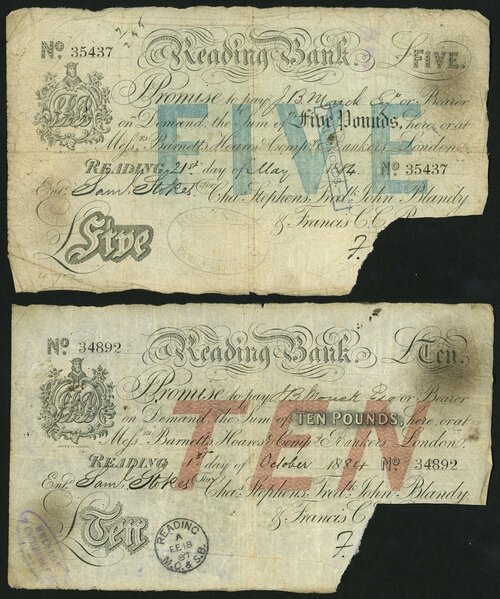 No 35437
Reading Bank.
£ FIVE.
FIVE
I Promise to pay J. B. Monck Esqr or Bearer
on Demand, the Sum of Five Pounds, here, or at
Messrs Barnetts Hoares & Compy Bankers London
READING, 21st day of May 1884. No 35437
Entd Saml Stokes For Chas Stephens, Fredk John Blandy
& Francis C. C.
£ Five
F.
No 34892
Reading Bank.
£ Ten.
TEN
I Promise to pay J. B. Monck Esq or Bearer
on Demand, the Sum of TEN POUNDS, here, or at
Messrs Barnetts Hoares & Compy Bankers London
READING 1st day of October 1884 No 34892
Entd Saml Stokes For Chas Stephens, Fredk John Blandy
& Francis C
£ Ten
READING
A
FE 18
87
M.O. & S.B.
F.